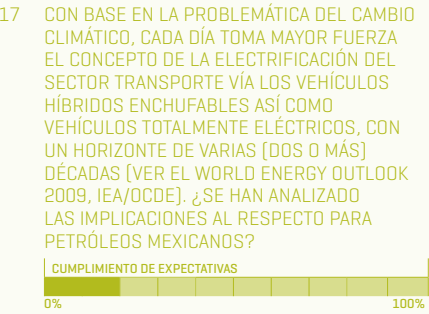 17 CON BASE EN LA PROBLEMÁTICA DEL CAMBIO
CLIMÁTICO, CADA DÍA TOMA MAYOR FUERZA
EL CONCEPTO DE LA ELECTRIFICACIÓN DEL
SECTOR TRANSPORTE VÍA LOS VEHÍCULOS
HÍBRIDOS ENCHUFABLES ASÍ COMO
VEHÍCULOS TOTALMENTE ELÉCTRICOS, CON
UN HORIZONTE DE VARIAS (DOS O MÁS)
DÉCADAS (VER EL WORLD ENERGY OUTLOOK
2009, IEA/OCDE). ¿SE HAN ANALIZADO
LAS IMPLICACIONES AL RESPECTO PARA
PETRÓLEOS MEXICANOS?
CUMPLIMIENTO DE EXPECTATIVAS
0% 100%